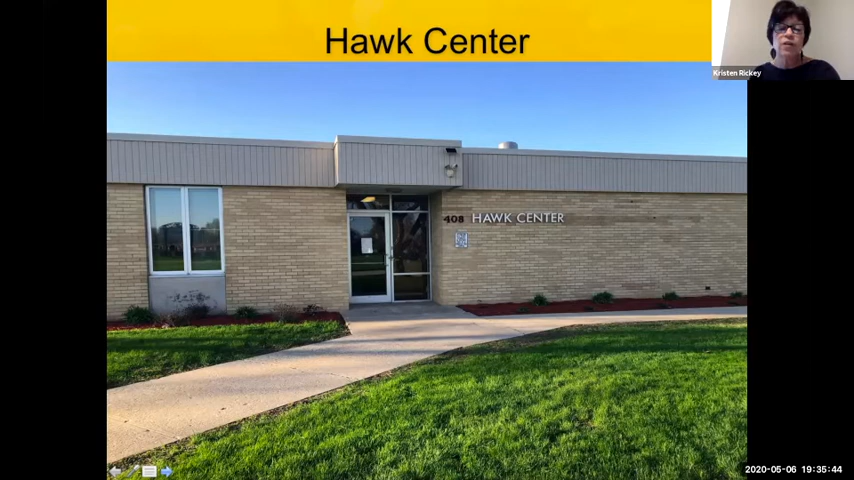 Hawk Center
Kristen Rickey
408 HAWK CENTER
2020-05-06 19:35:44